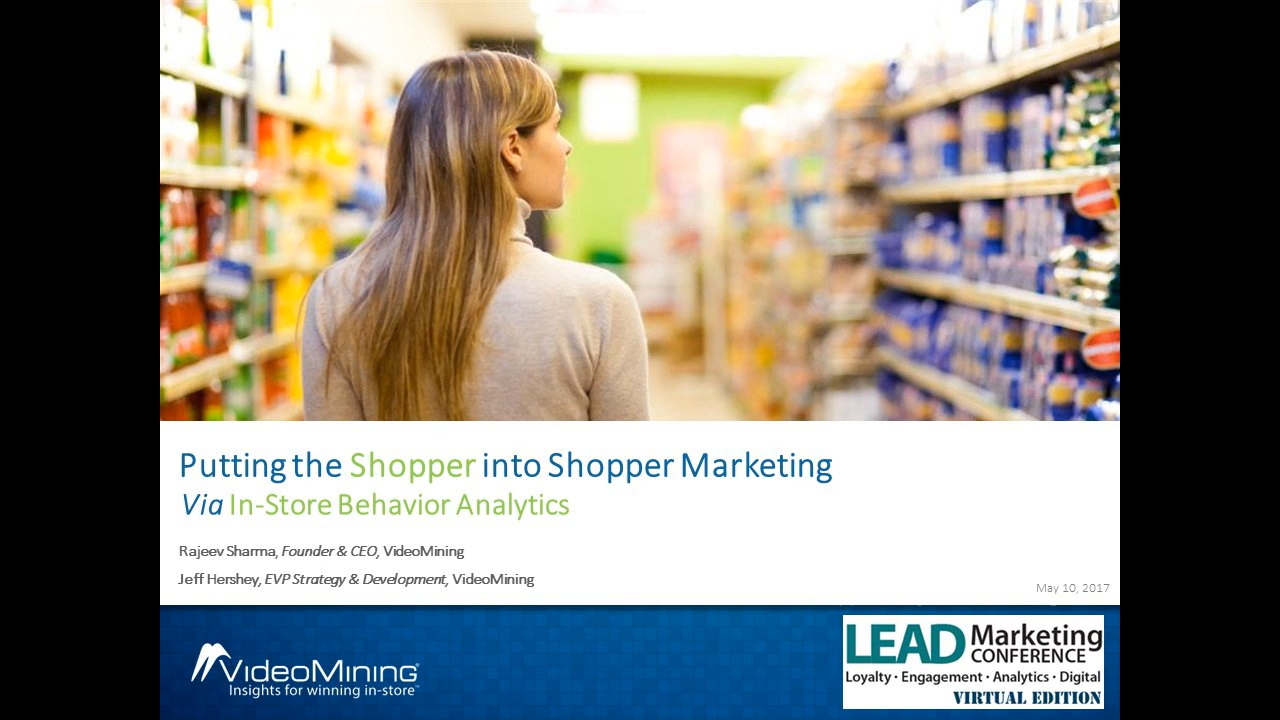 Putting the Shopper into Shopper Marketing
Via In-Store Behavior Analytics
Rajeev Sharma, Founder & CEO, VideoMining
Jeff Hershey, EVP Strategy & Development, VideoMining
May 10, 2017
VideoMining®
Insights for winning in-store™
LEAD Marketing
CONFERENCE
Loyalty · Engagement · Analytics · Digital
VIRTUAL EDITION